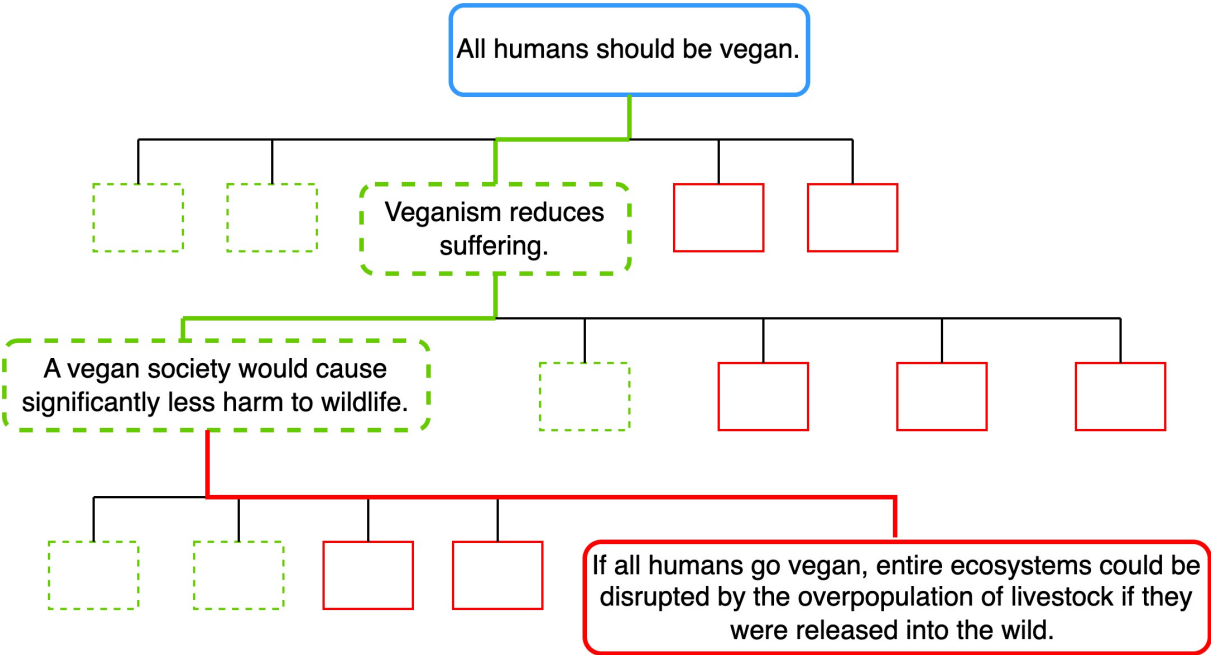 All humans should be vegan.
Veganism reduces
suffering.
A vegan society would cause
significantly less harm to wildlife.
If all humans go vegan, entire ecosystems could be
disrupted by the overpopulation of livestock if they
were released into the wild.